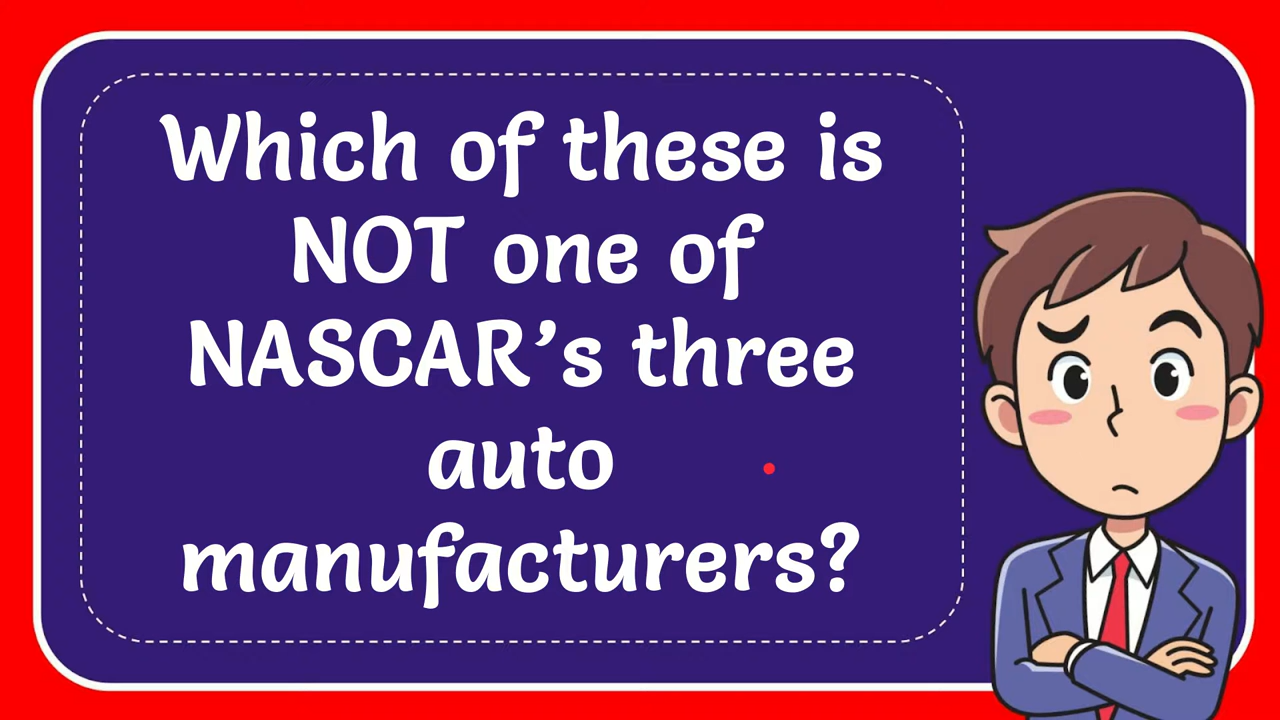 Which of these is
NOT one of
NASCAR’s three
auto
manufacturers?